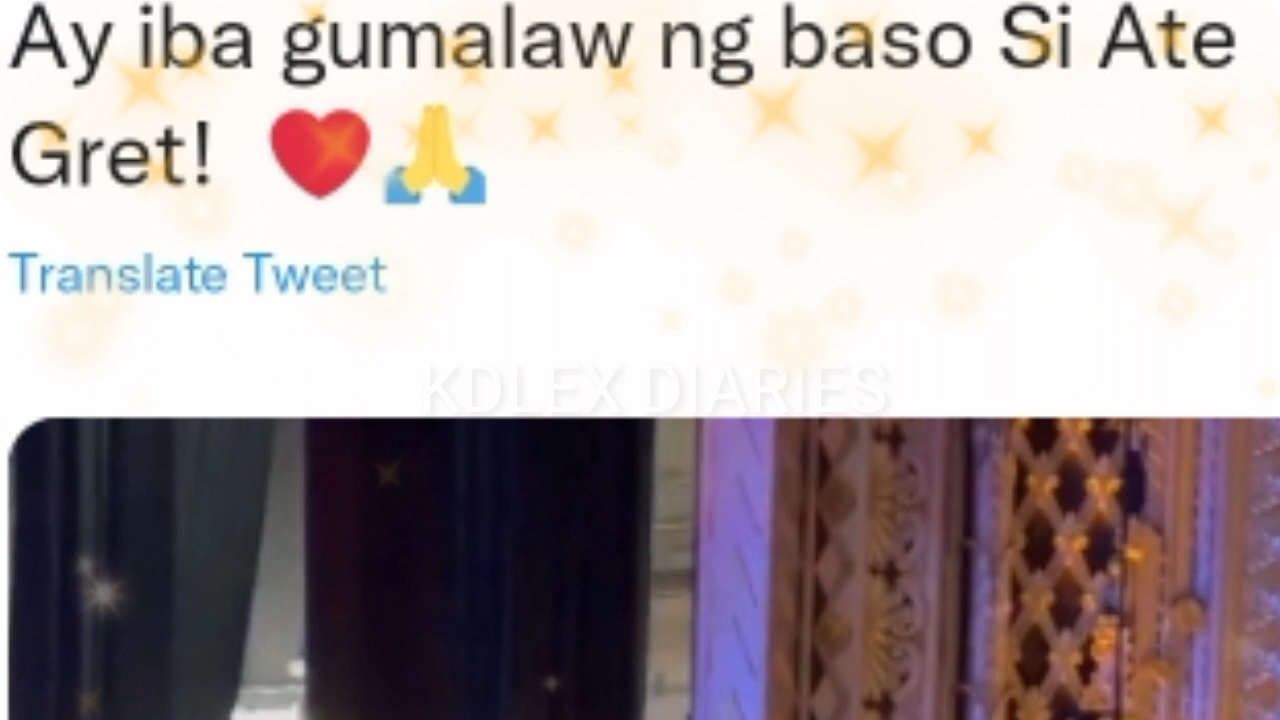 Ay iba gumalaw ng baso Si Ate
Gret! ❤️🙏
Translate Tweet
KDLEX DIARIES